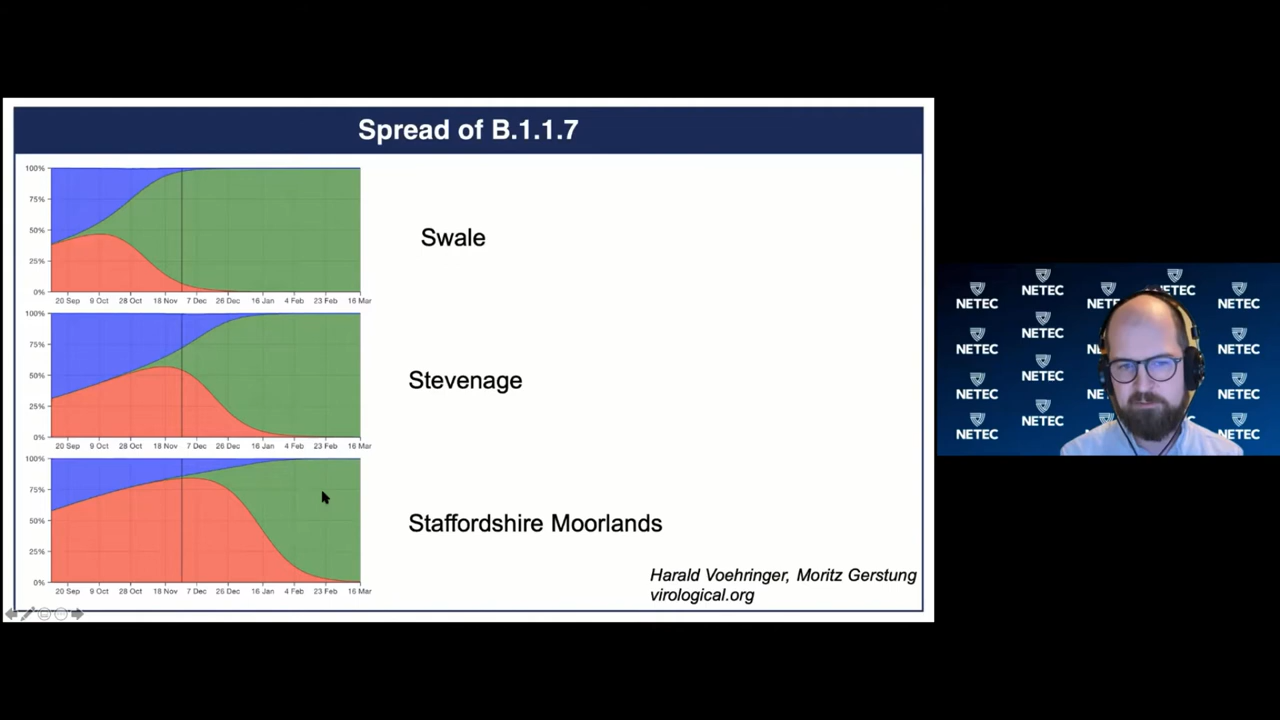 Spread of B.1.1.7
100%
75%
50%
25%
0%
20 Sep 9 Oct 28 Oct 18 Nov 7 Dec 26 Dec 16 Jan 4 Feb 23 Feb 16 Mar
Swale
100%
75%
50%
25%
0%
20 Sep 9 Oct 28 Oct 18 Nov 7 Dec 26 Dec 16 Jan 4 Feb 23 Feb 16 Mar
Stevenage
100%
75%
50%
25%
0%
20 Sep 9 Oct 28 Oct 18 Nov 7 Dec 26 Dec 16 Jan 4 Feb 23 Feb 16 Mar
Staffordshire Moorlands
Harald Voehringer, Moritz Gerstung
virological.org
NETEC NETEC NETEC NETEC NETEC
NETEC NETEC
NETEC NETEC
NETEC NETEC
NETEC NETEC
NETEC
NETEC